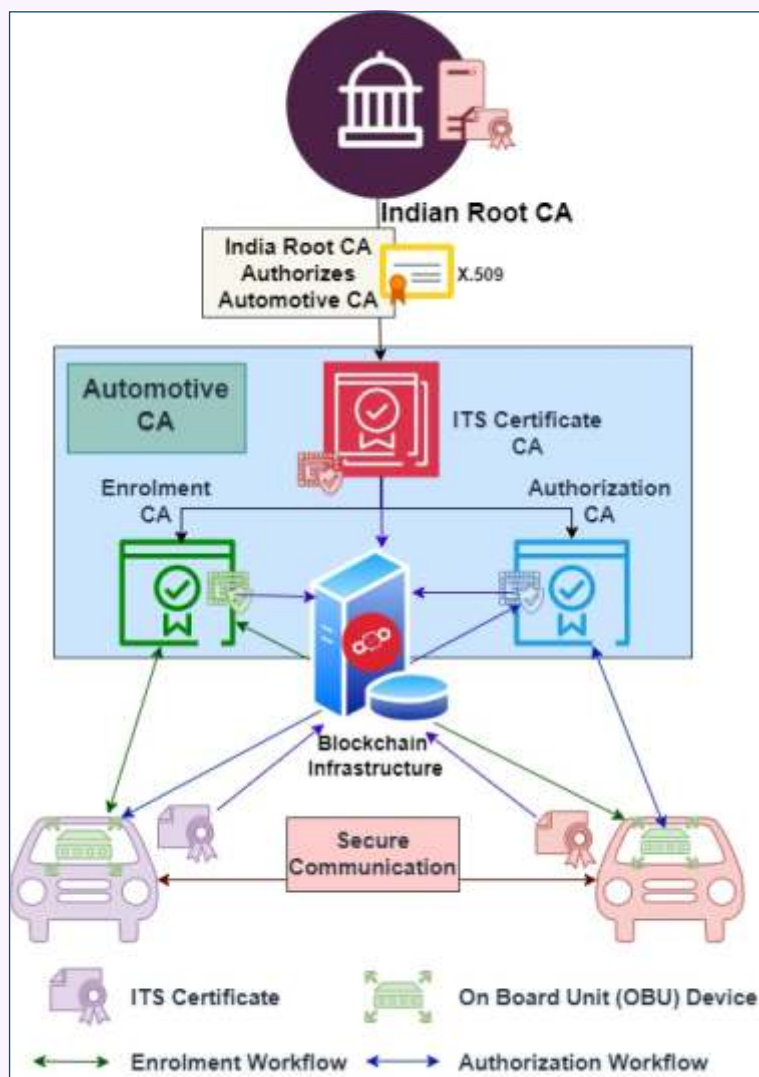 Indian Root CA
India Root CA
Authorizes
Automotive CA
X.509
Automotive
CA
ITS Certificate
CA
Enrolment
CA
Authorization
CA
Blockchain
Infrastructure
Secure
Communication
ITS Certificate
On Board Unit (OBU) Device
Enrolment Workflow
Authorization Workflow